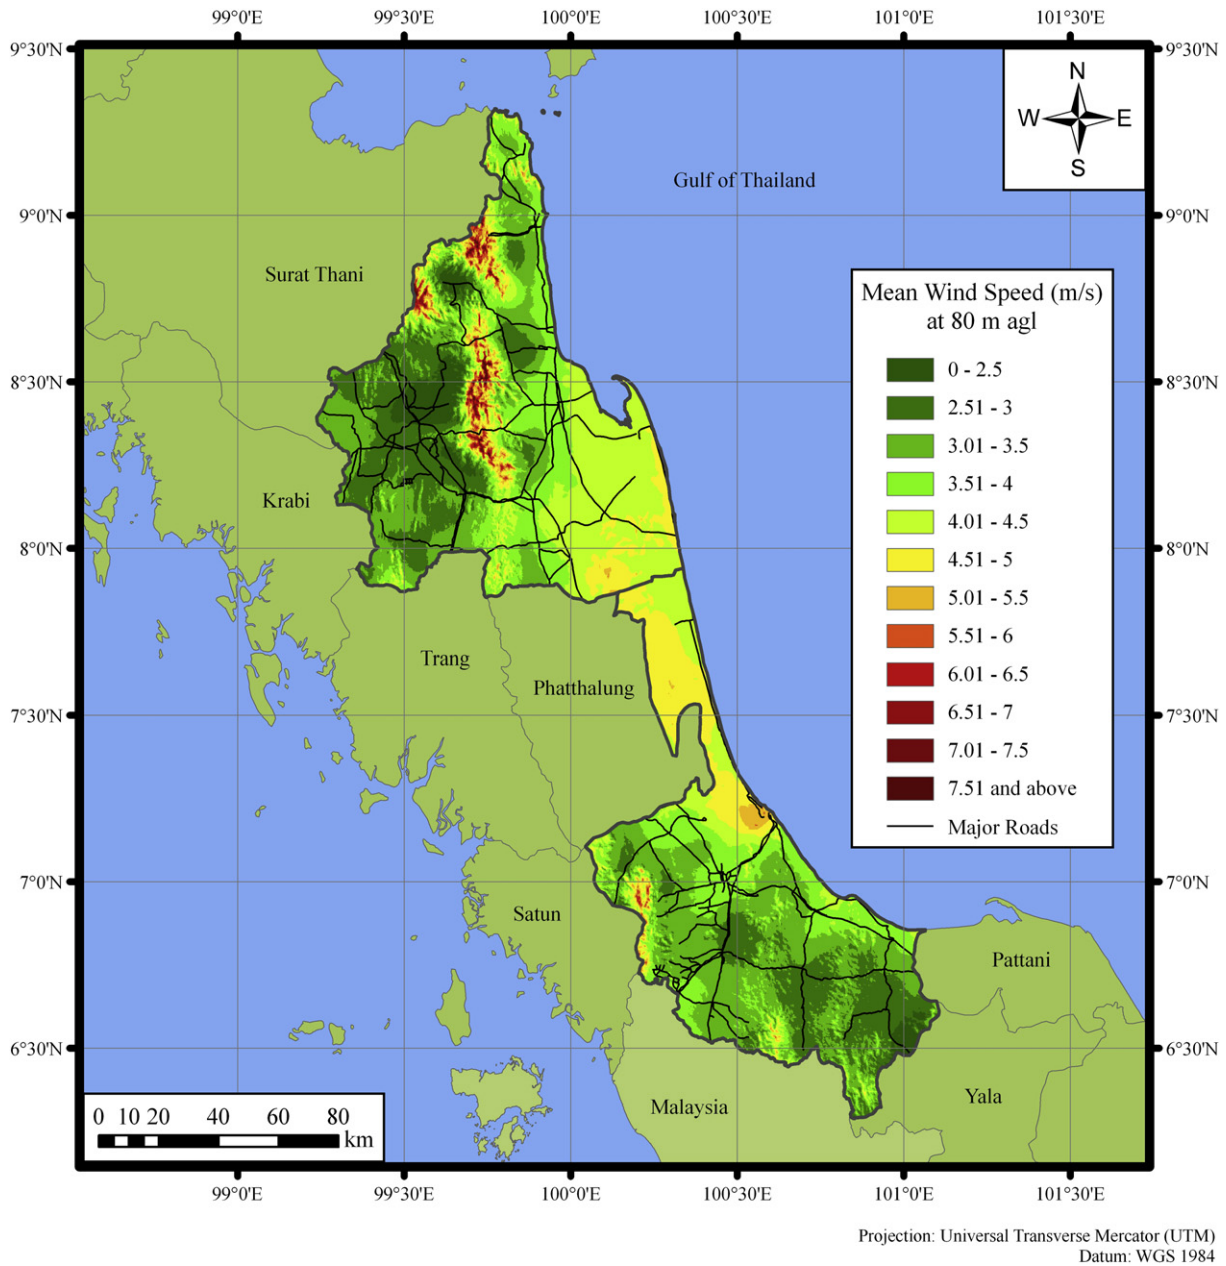 99°0'E 99°30'E 100°0'E 100°30'E 101°0'E 101°30'E
9°30'N 9°30'N
N
W E
S
Gulf of Thailand
9°0'N 9°0'N
Surat Thani
Mean Wind Speed (m/s)
at 80 m agl
0 - 2.5
2.51 - 3
3.01 - 3.5
3.51 - 4
4.01 - 4.5
4.51 - 5
5.01 - 5.5
5.51 - 6
6.01 - 6.5
6.51 - 7
7.01 - 7.5
7.51 and above
Major Roads
8°30'N 8°30'N
Krabi
8°0'N 8°0'N
Trang
Phatthalung
7°30'N 7°30'N
7°0'N 7°0'N
Satun
Pattani
6°30'N 6°30'N
Malaysia
Yala
0 10 20 40 60 80
km
99°0'E 99°30'E 100°0'E 100°30'E 101°0'E 101°30'E
Projection: Universal Transverse Mercator (UTM)
Datum: WGS 1984